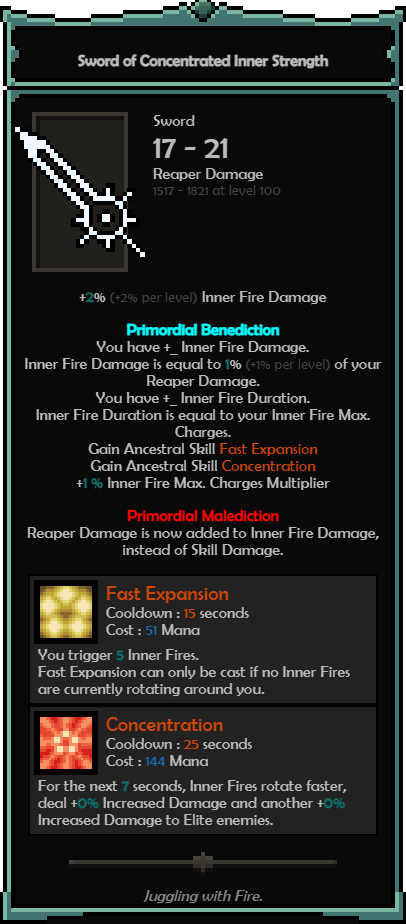 Sword of Concentrated Inner Strength
Sword
17 - 21
Reaper Damage
1517 - 1821 at level 100
+2% (+2% per level) Inner Fire Damage
Primordial Benediction
You have +_ Inner Fire Damage.
Inner Fire Damage is equal to 1% (+1% per level) of your
Reaper Damage.
You have +_ Inner Fire Duration.
Inner Fire Duration is equal to your Inner Fire Max.
Charges.
Gain Ancestral Skill Fast Expansion
Gain Ancestral Skill Concentration
+1 % Inner Fire Max. Charges Multiplier
Primordial Malediction
Reaper Damage is now added to Inner Fire Damage,
instead of Skill Damage.
Fast Expansion
Cooldown : 15 seconds
Cost : 51 Mana
You trigger 5 Inner Fires.
Fast Expansion can only be cast if no Inner Fires
are currently rotating around you.
Concentration
Cooldown : 25 seconds
Cost : 144 Mana
For the next 7 seconds, Inner Fires rotate faster,
deal +0% Increased Damage and another +0%
Increased Damage to Elite enemies.
Juggling with Fire.